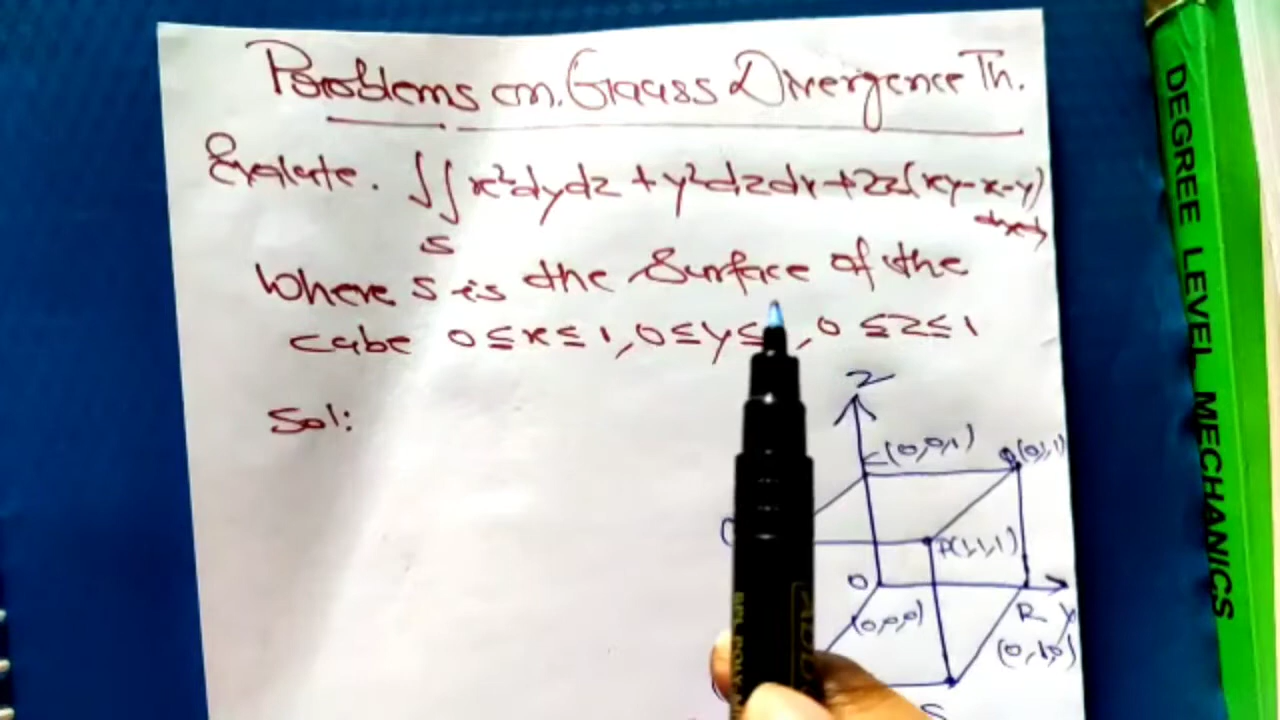 Problems on. Gauss Divergence Th.
Evaluate. ∫∫ x²dydz + y²dzdx + 2z(xy-x-y)
dxdy
S
Where S is the Surface of the
cube 0≤x≤1, 0≤y≤ , 0≤z≤1
Sol:
Z
C(0,0,1)
(0,1,1)
P(1,1,1)
O
(0,0,0)
R Y
(0,1,0)
S
DEGREE LEVEL MECHANICS